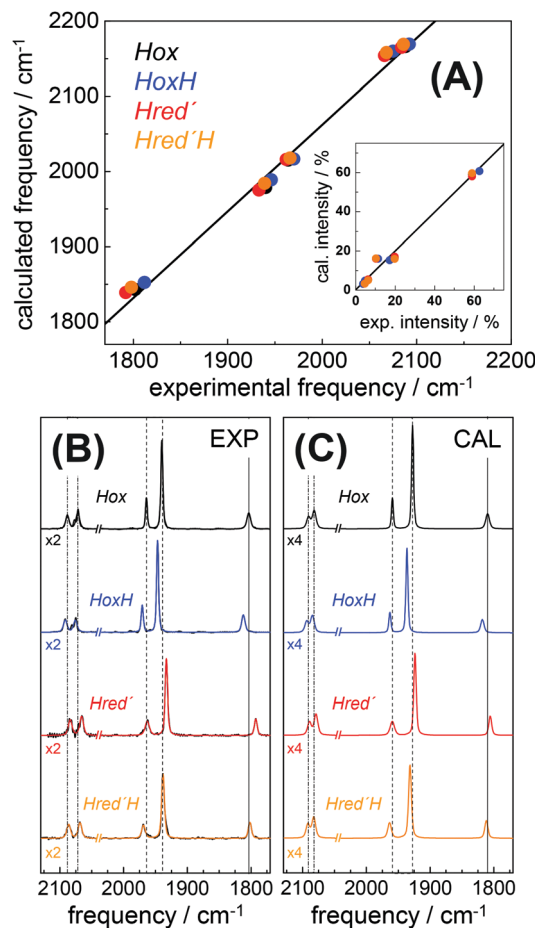 2200
2100
2000
1900
1800
calculated frequency / cm-1
Hox
HoxH
Hred´
Hred´H
(A)
60
40
20
0
cal. intensity / %
0 20 40 60
exp. intensity / %
1800 1900 2000 2100 2200
experimental frequency / cm-1
(B) EXP
Hox
x2
HoxH
x2
Hred´
x2
Hred´H
x2
2100 2000 1900 1800
frequency / cm-1
(C) CAL
Hox
x4
HoxH
x4
Hred´
x4
Hred´H
x4
2100 2000 1900 1800
frequency / cm-1